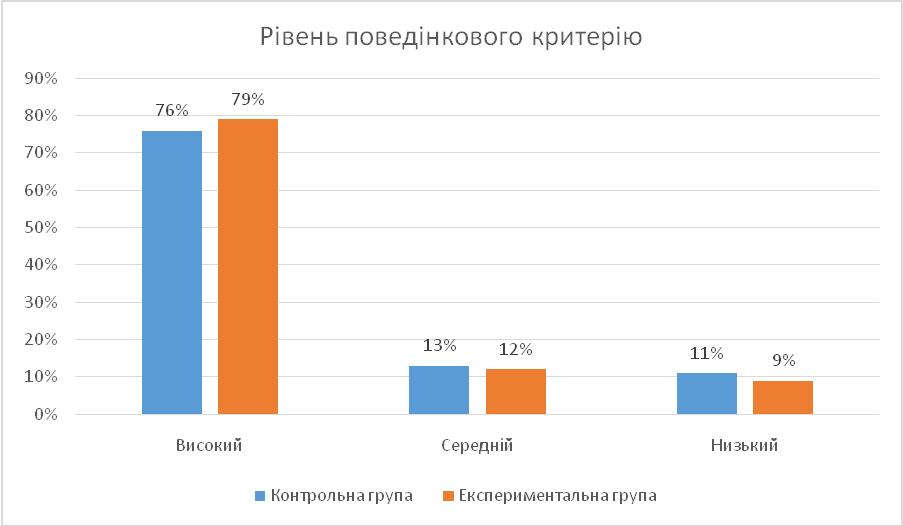 Рівень поведінкового критерію
90%
80%
70%
60%
50%
40%
30%
20%
10%
0%
76%
79%
13%
12%
11%
9%
Високий
Середній
Низький
Контрольна група
Експериментальна група